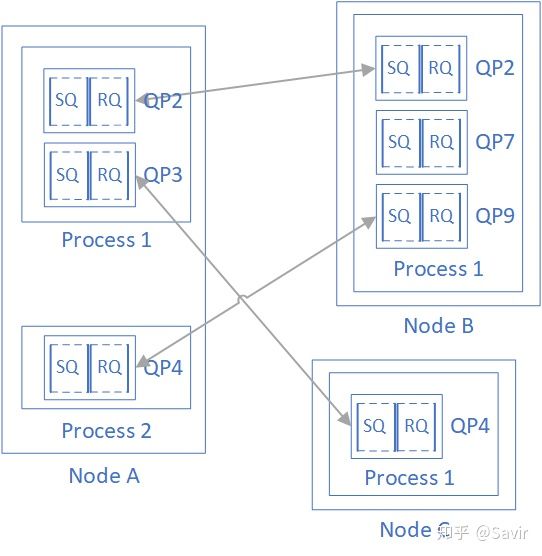 SQ RQ QP2
SQ RQ QP3
Process 1
SQ RQ QP4
Process 2
Node A
SQ RQ QP2
SQ RQ QP7
SQ RQ QP9
Process 1
Node B
SQ RQ QP4
Process 1
Node C
知乎 @Savir